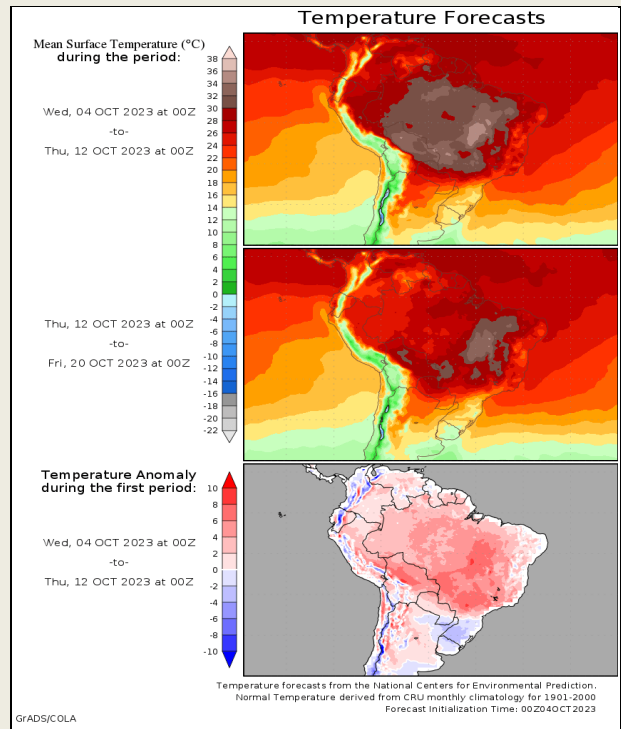 Temperature Forecasts
Mean Surface Temperature (°C)
during the period:
38
36
34
32
30
28
26
24
22
20
18
16
14
12
10
8
6
4
2
0
-2
-4
-6
-8
-10
-12
-14
-16
-18
-20
-22
Wed, 04 OCT 2023 at 00Z
-to-
Thu, 12 OCT 2023 at 00Z
Thu, 12 OCT 2023 at 00Z
-to-
Fri, 20 OCT 2023 at 00Z
Temperature Anomaly
during the first period:
10
8
6
4
2
0
-2
-4
-6
-8
-10
Wed, 04 OCT 2023 at 00Z
-to-
Thu, 12 OCT 2023 at 00Z
Temperature forecasts from the National Centers for Environmental Prediction.
Normal Temperature derived from CRU monthly climatology for 1901-2000
Forecast Initialization Time: 00Z04OCT2023
GrADS/COLA